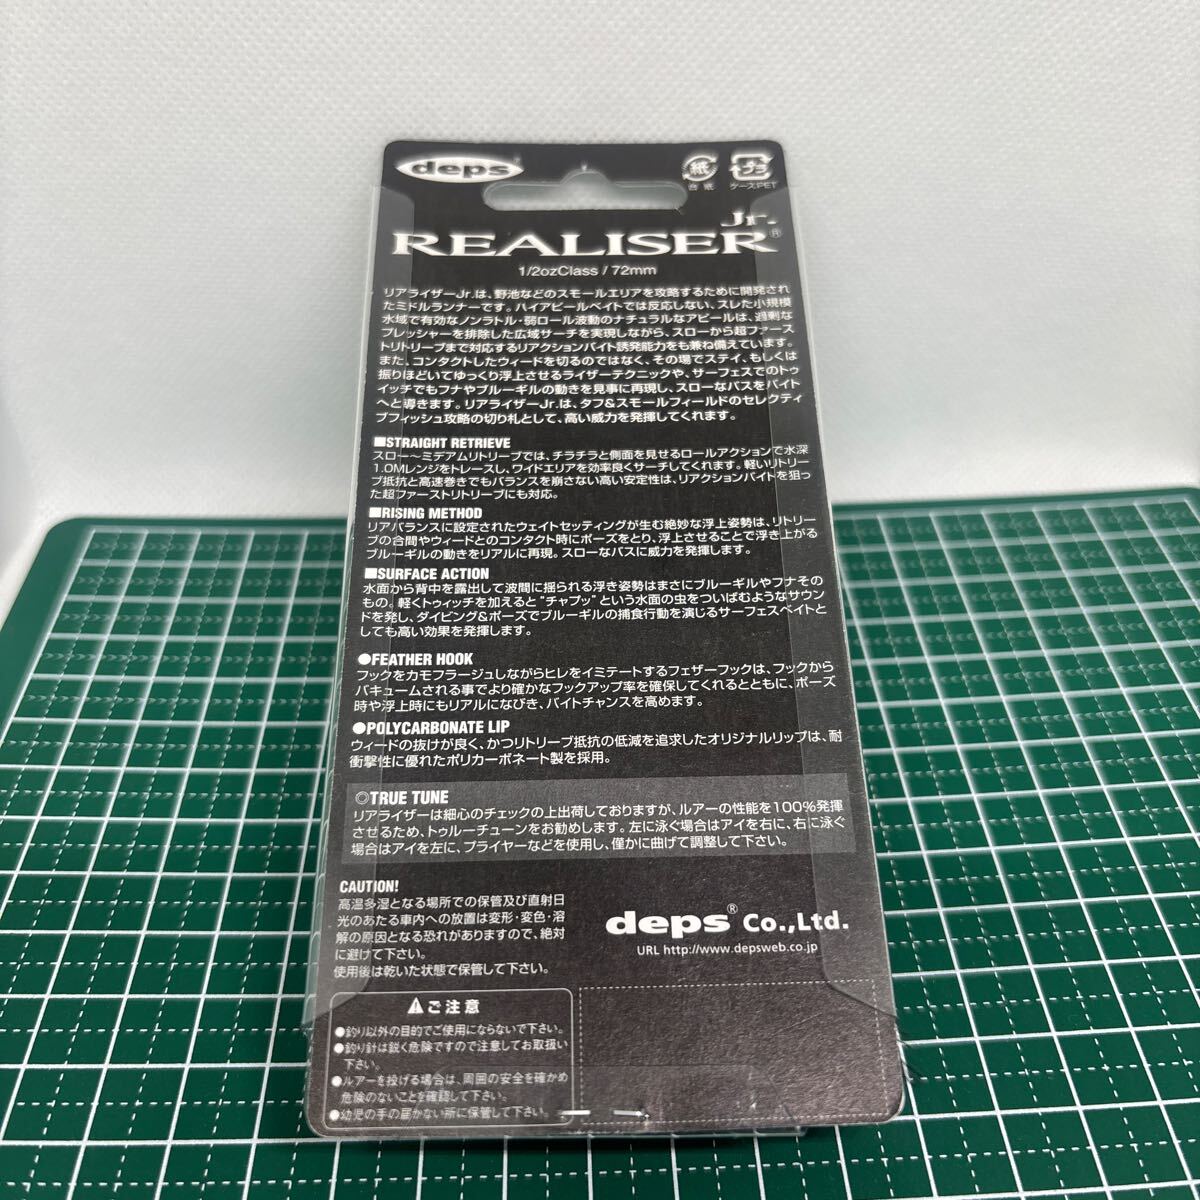 deps
紙
プラ
台紙
ケースPET
Jr.
REALISER®
1/2ozClass / 72mm
リアライザーJr.は、野池などのスモールエリアを攻略するために開発され
たミドルランナーです。ハイアピールベイトでは反応しない、スレた小規模
水域で有効なノンラトル・弱ロール波動のナチュラルなアピールは、過剰な
プレッシャーを排除した広域サーチを実現しながら、スローから超ファース
トリトリーブまで対応するリアクションバイト誘発能力をも兼ね備えています。
また、コンタクトしたウィードを切るのではなく、その場でステイ、もしくは
振りほどいてゆっくり浮上させるライザーテクニックや、サーフェスでのトゥ
イッチでもフナやブルーギルの動きを見事に再現し、スローなバスをバイト
へと導きます。リアライザーJr.は、タフ&スモールフィールドのセレクティ
ブフィッシュ攻略の切り札として、高い威力を発揮してくれます。
■STRAIGHT RETRIEVE
スロー〜ミデアムリトリーブでは、チラチラと側面を見せるロールアクションで水深
1.0Mレンジをトレースし、ワイドエリアを効率良くサーチしてくれます。軽いリトリー
ブ抵抗と高速巻きでもバランスを崩さない高い安定性は、リアクションバイトを狙っ
た超ファーストリトリーブにも対応。
■RISING METHOD
リアバランスに設定されたウェイトセッティングが生む絶妙な浮上姿勢は、リトリー
ブの合間やウィードとのコンタクト時にポーズをとり、浮上させることで浮き上がる
ブルーギルの動きをリアルに再現。スローなバスに威力を発揮します。
■SURFACE ACTION
水面から背中を露出して波間に揺られる浮き姿勢はまさにブルーギルやフナその
もの。軽くトゥイッチを加えると"チャプッ"という水面の虫をついばむようなサウン
ドを発し、ダイビング&ポーズでブルーギルの捕食行動を演じるサーフェスベイトと
しても高い効果を発揮します。
●FEATHER HOOK
フックをカモフラージュしながらヒレをイミテートするフェザーフックは、フックから
バキュームされる事でより確かなフックアップ率を確保してくれるとともに、ポーズ
時や浮上時にもリアルになびき、バイトチャンスを高めます。
●POLYCARBONATE LIP
ウィードの抜けが良く、かつリトリーブ抵抗の低減を追求したオリジナルリップは、耐
衝撃性に優れたポリカーボネート製を採用。
◎TRUE TUNE
リアライザーは細心のチェックの上出荷しておりますが、ルアーの性能を100%発揮
させるため、トゥルーチューンをお勧めします。左に泳ぐ場合はアイを右に、右に泳ぐ
場合はアイを左に、プライヤーなどを使用し、僅かに曲げて調整して下さい。
CAUTION!
高温多湿となる場所での保管及び直射日
光のあたる車内への放置は変形・変色・溶
解の原因となる恐れがありますので、絶対
に避けて下さい。
使用後は乾いた状態で保管して下さい。
deps® Co.,Ltd.
URL http://www.depsweb.co.jp
⚠ご注意
●釣り以外の目的でご使用にならないで下さい。
●釣り針は鋭く危険ですので注意してお取扱い
下さい。
●ルアーを投げる場合は、周囲の安全を確かめ
危険のないことを確認して下さい。
●幼児の手の届かない所に保管して下さい。